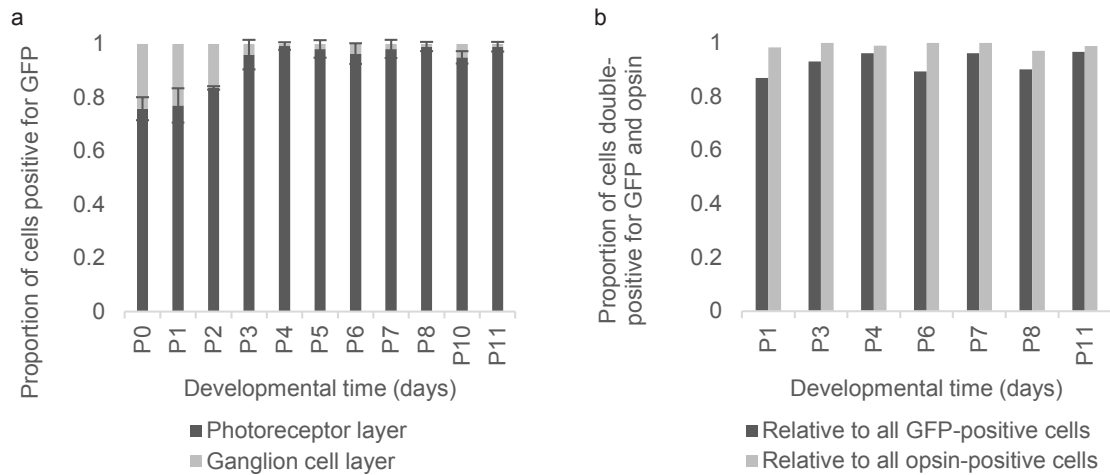 a
Proportion of cells positive for GFP
1
0.8
0.6
0.4
0.2
0
P0
P1
P2
P3
P4
P5
P6
P7
P8
P10
P11
Developmental time (days)
Photoreceptor layer
Ganglion cell layer
b
Proportion of cells double-
positive for GFP and opsin
1
0.8
0.6
0.4
0.2
0
P1
P3
P4
P6
P7
P8
P11
Developmental time (days)
Relative to all GFP-positive cells
Relative to all opsin-positive cells